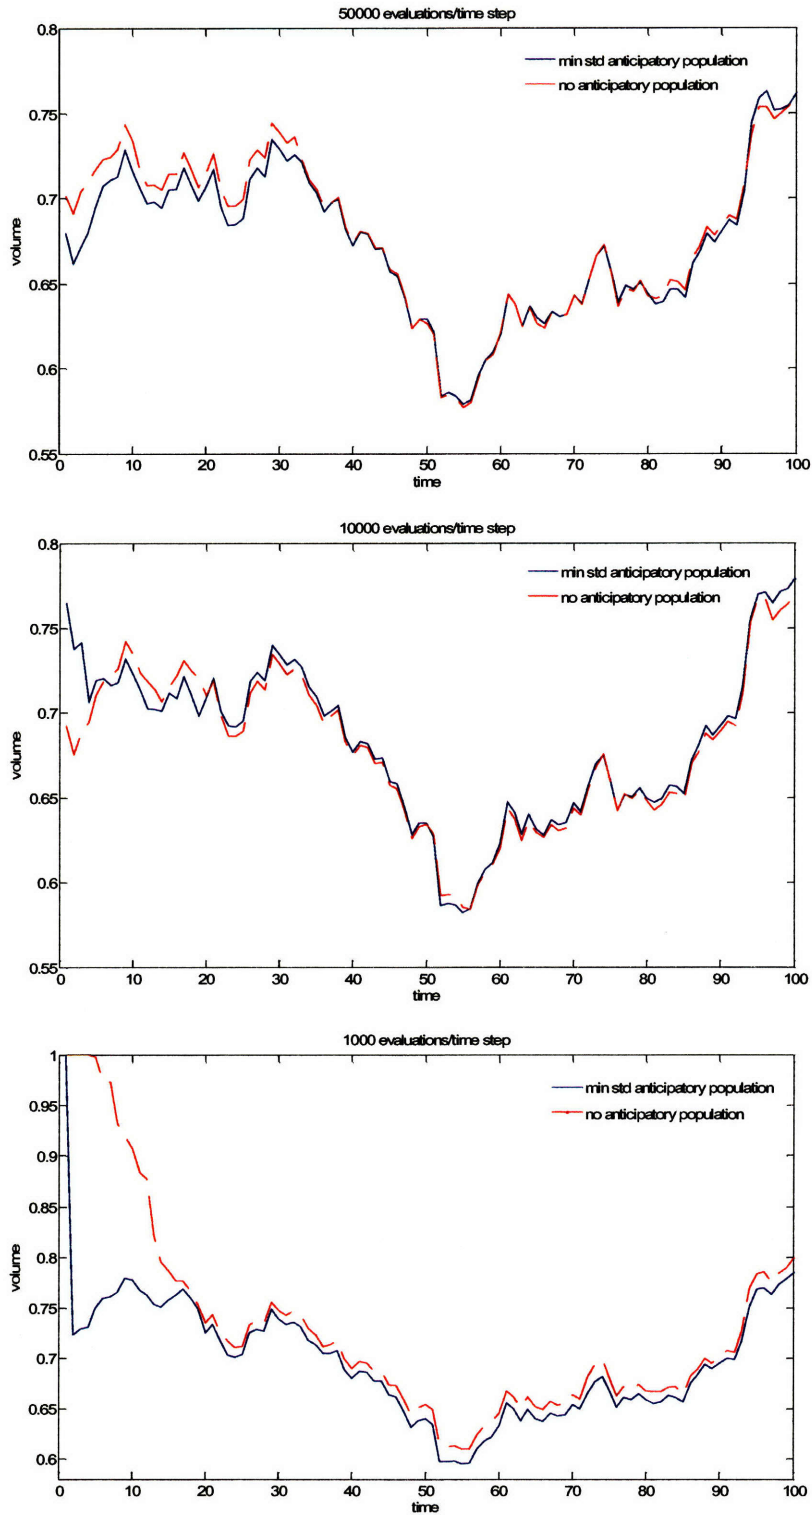 50000 evaluations/time step
0.8
min std anticipatory population
no anticipatory population
0.75
0.7
volume
0.65
0.6
0.55
0 10 20 30 40 50 60 70 80 90 100
time
10000 evaluations/time step
0.8
min std anticipatory population
no anticipatory population
0.75
0.7
volume
0.65
0.6
0.55
0 10 20 30 40 50 60 70 80 90 100
time
1000 evaluations/time step
1
min std anticipatory population
0.95
no anticipatory population
0.9
0.85
volume
0.8
0.75
0.7
0.65
0.6
0 10 20 30 40 50 60 70 80 90 100
time